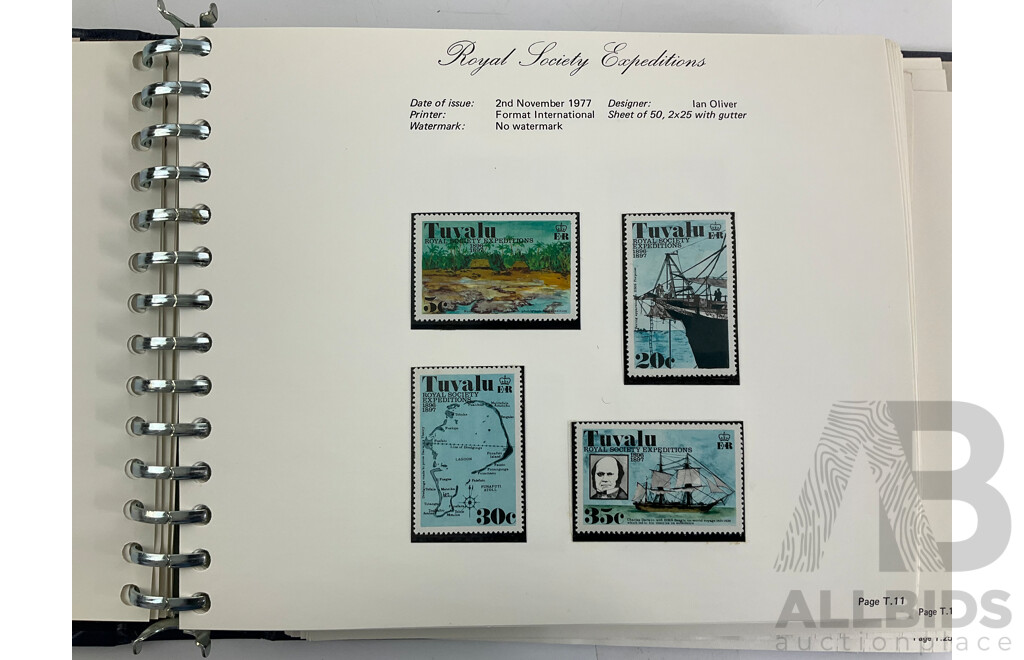 Royal Society Expeditions
Date of issue: 2nd November 1977 Designer: Ian Oliver
Printer: Format International Sheet of 50, 2x25 with gutter
Watermark: No watermark
Tuvalu
E R
ROYAL SOCIETY EXPEDITIONS
1896
1897
5c
Tuvalu
E R
ROYAL SOCIETY
EXPEDITIONS
1896
1897
20c
Tuvalu
E R
ROYAL SOCIETY
EXPEDITIONS
1896
1897
LAGOON
FUNAFUTI
30c
Tuvalu
E R
ROYAL SOCIETY EXPEDITIONS
1896
1897
35c
Page T.11
Page T.1
Page T.25
AB
ALLBIDS
auctionplace